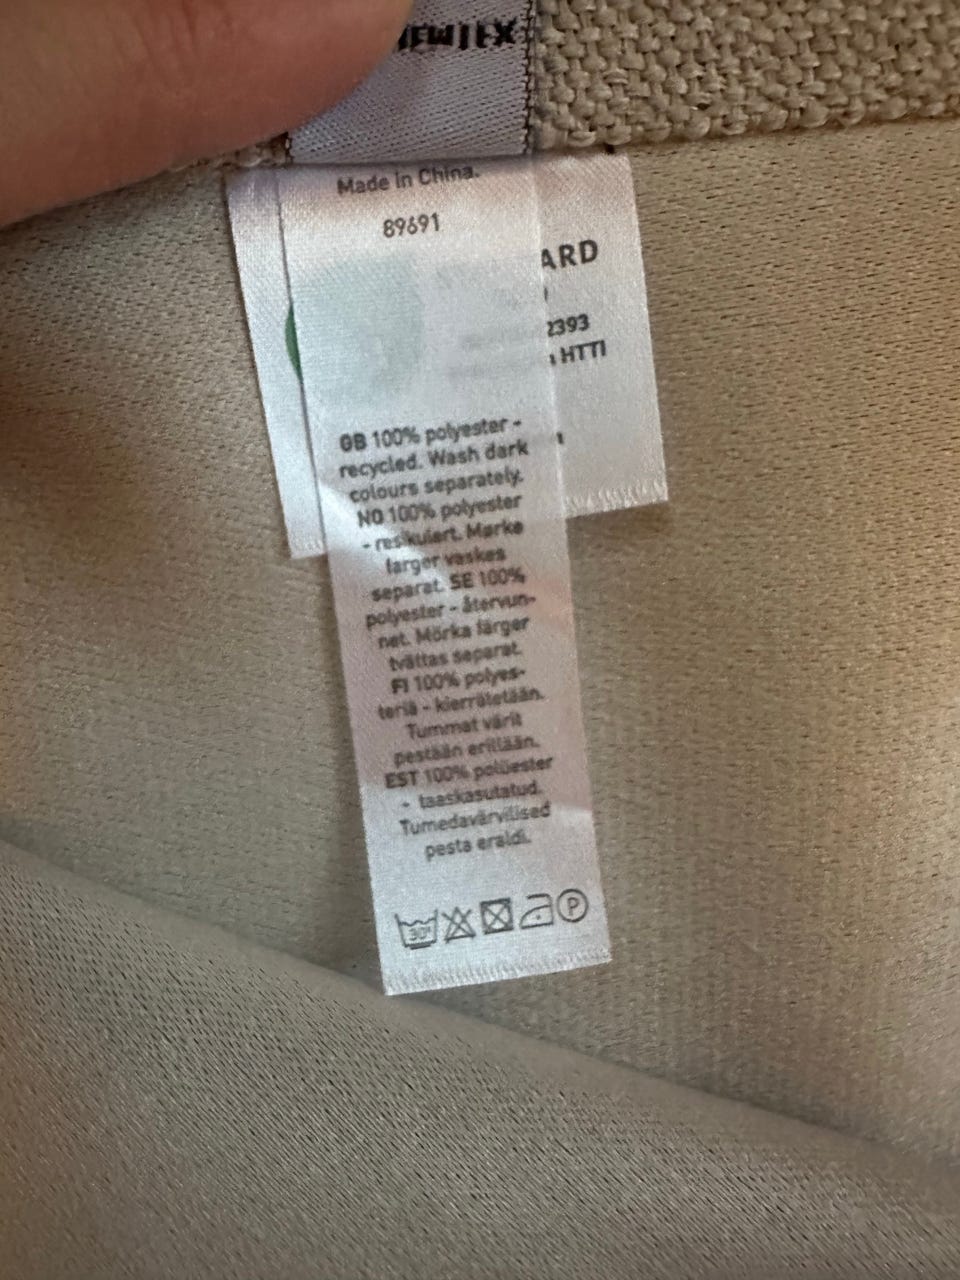 Made in China.
89691
ARD
2393
HTTI
GB 100% polyester -
recycled. Wash dark
colours separately.
NO 100% polyester
- resirkulert. Mørke
farger vaskes
separat. SE 100%
polyester - återvun-
net. Mörka färger
tvättas separat.
FI 100% polyes-
teriä - kierrätetään.
Tummat värit
pestään erillään.
EST 100% polüester
- taaskasutatud.
Tumedavärvilised
pesta eraldi.
30°
P